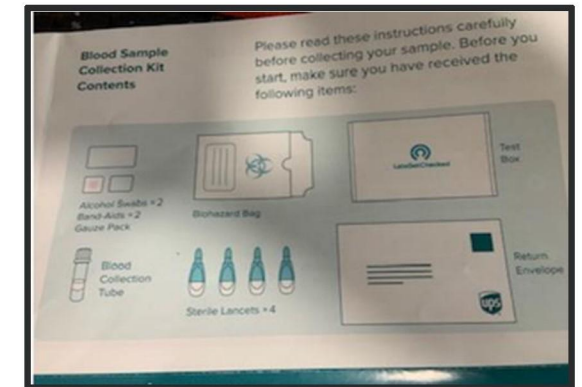 Blood Sample
Collection Kit
Contents
Please read these instructions carefully
before collecting your sample. Before you
start, make sure you have received the
following items:
Alcohol Swabs ×2
Band-Aids ×2
Gauze Pack
Biohazard Bag
LetsGetChecked
Test
Box
Blood
Collection
Tube
Sterile Lancets ×4
ups
Return
Envelope